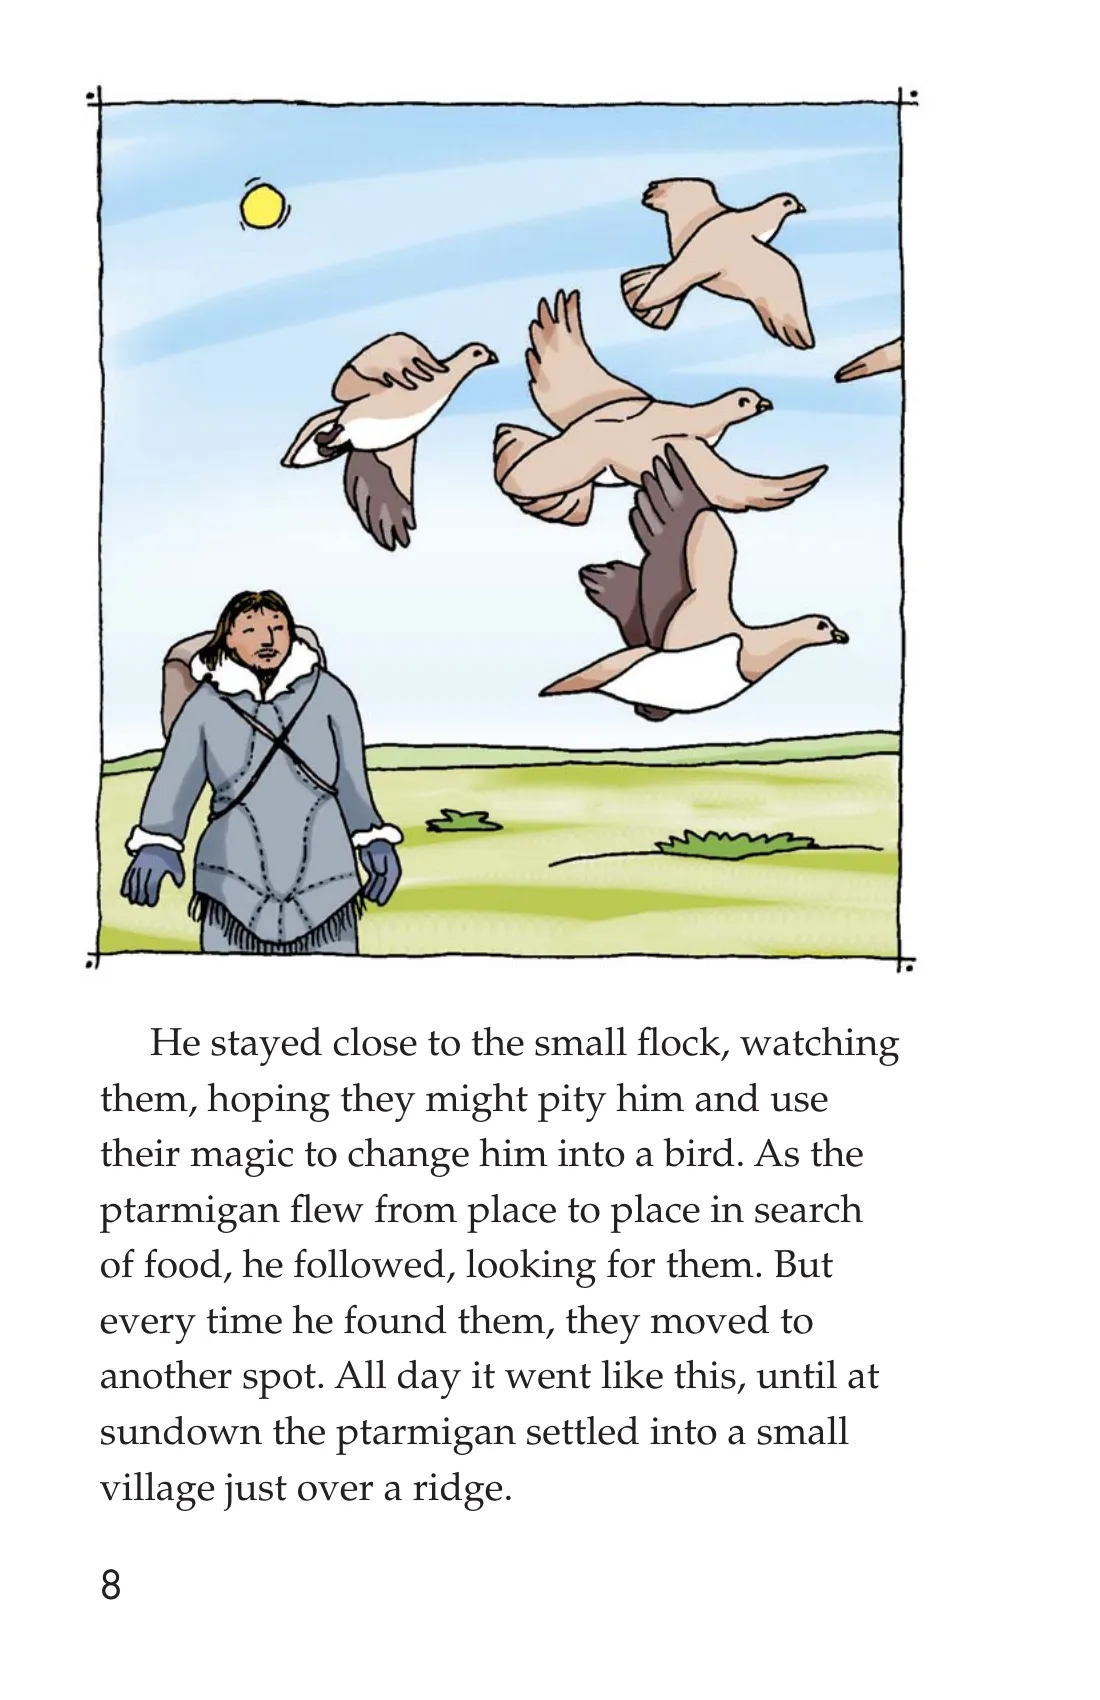 He stayed close to the small flock, watching
them, hoping they might pity him and use
their magic to change him into a bird. As the
ptarmigan flew from place to place in search
of food, he followed, looking for them. But
every time he found them, they moved to
another spot. All day it went like this, until at
sundown the ptarmigan settled into a small
village just over a ridge.
8